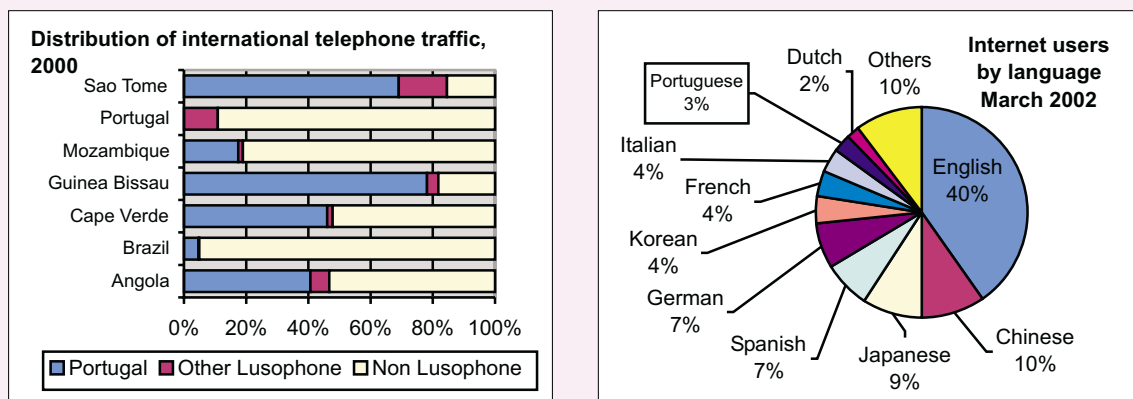 Distribution of international telephone traffic,
2000
Sao Tome
Portugal
Mozambique
Guinea Bissau
Cape Verde
Brazil
Angola
0% 20% 40% 60% 80% 100%
Portugal Other Lusophone Non Lusophone
Internet users
by language
March 2002
English
40%
Chinese
10%
Japanese
9%
Spanish
7%
German
7%
Korean
4%
French
4%
Italian
4%
Portuguese
3%
Dutch
2%
Others
10%